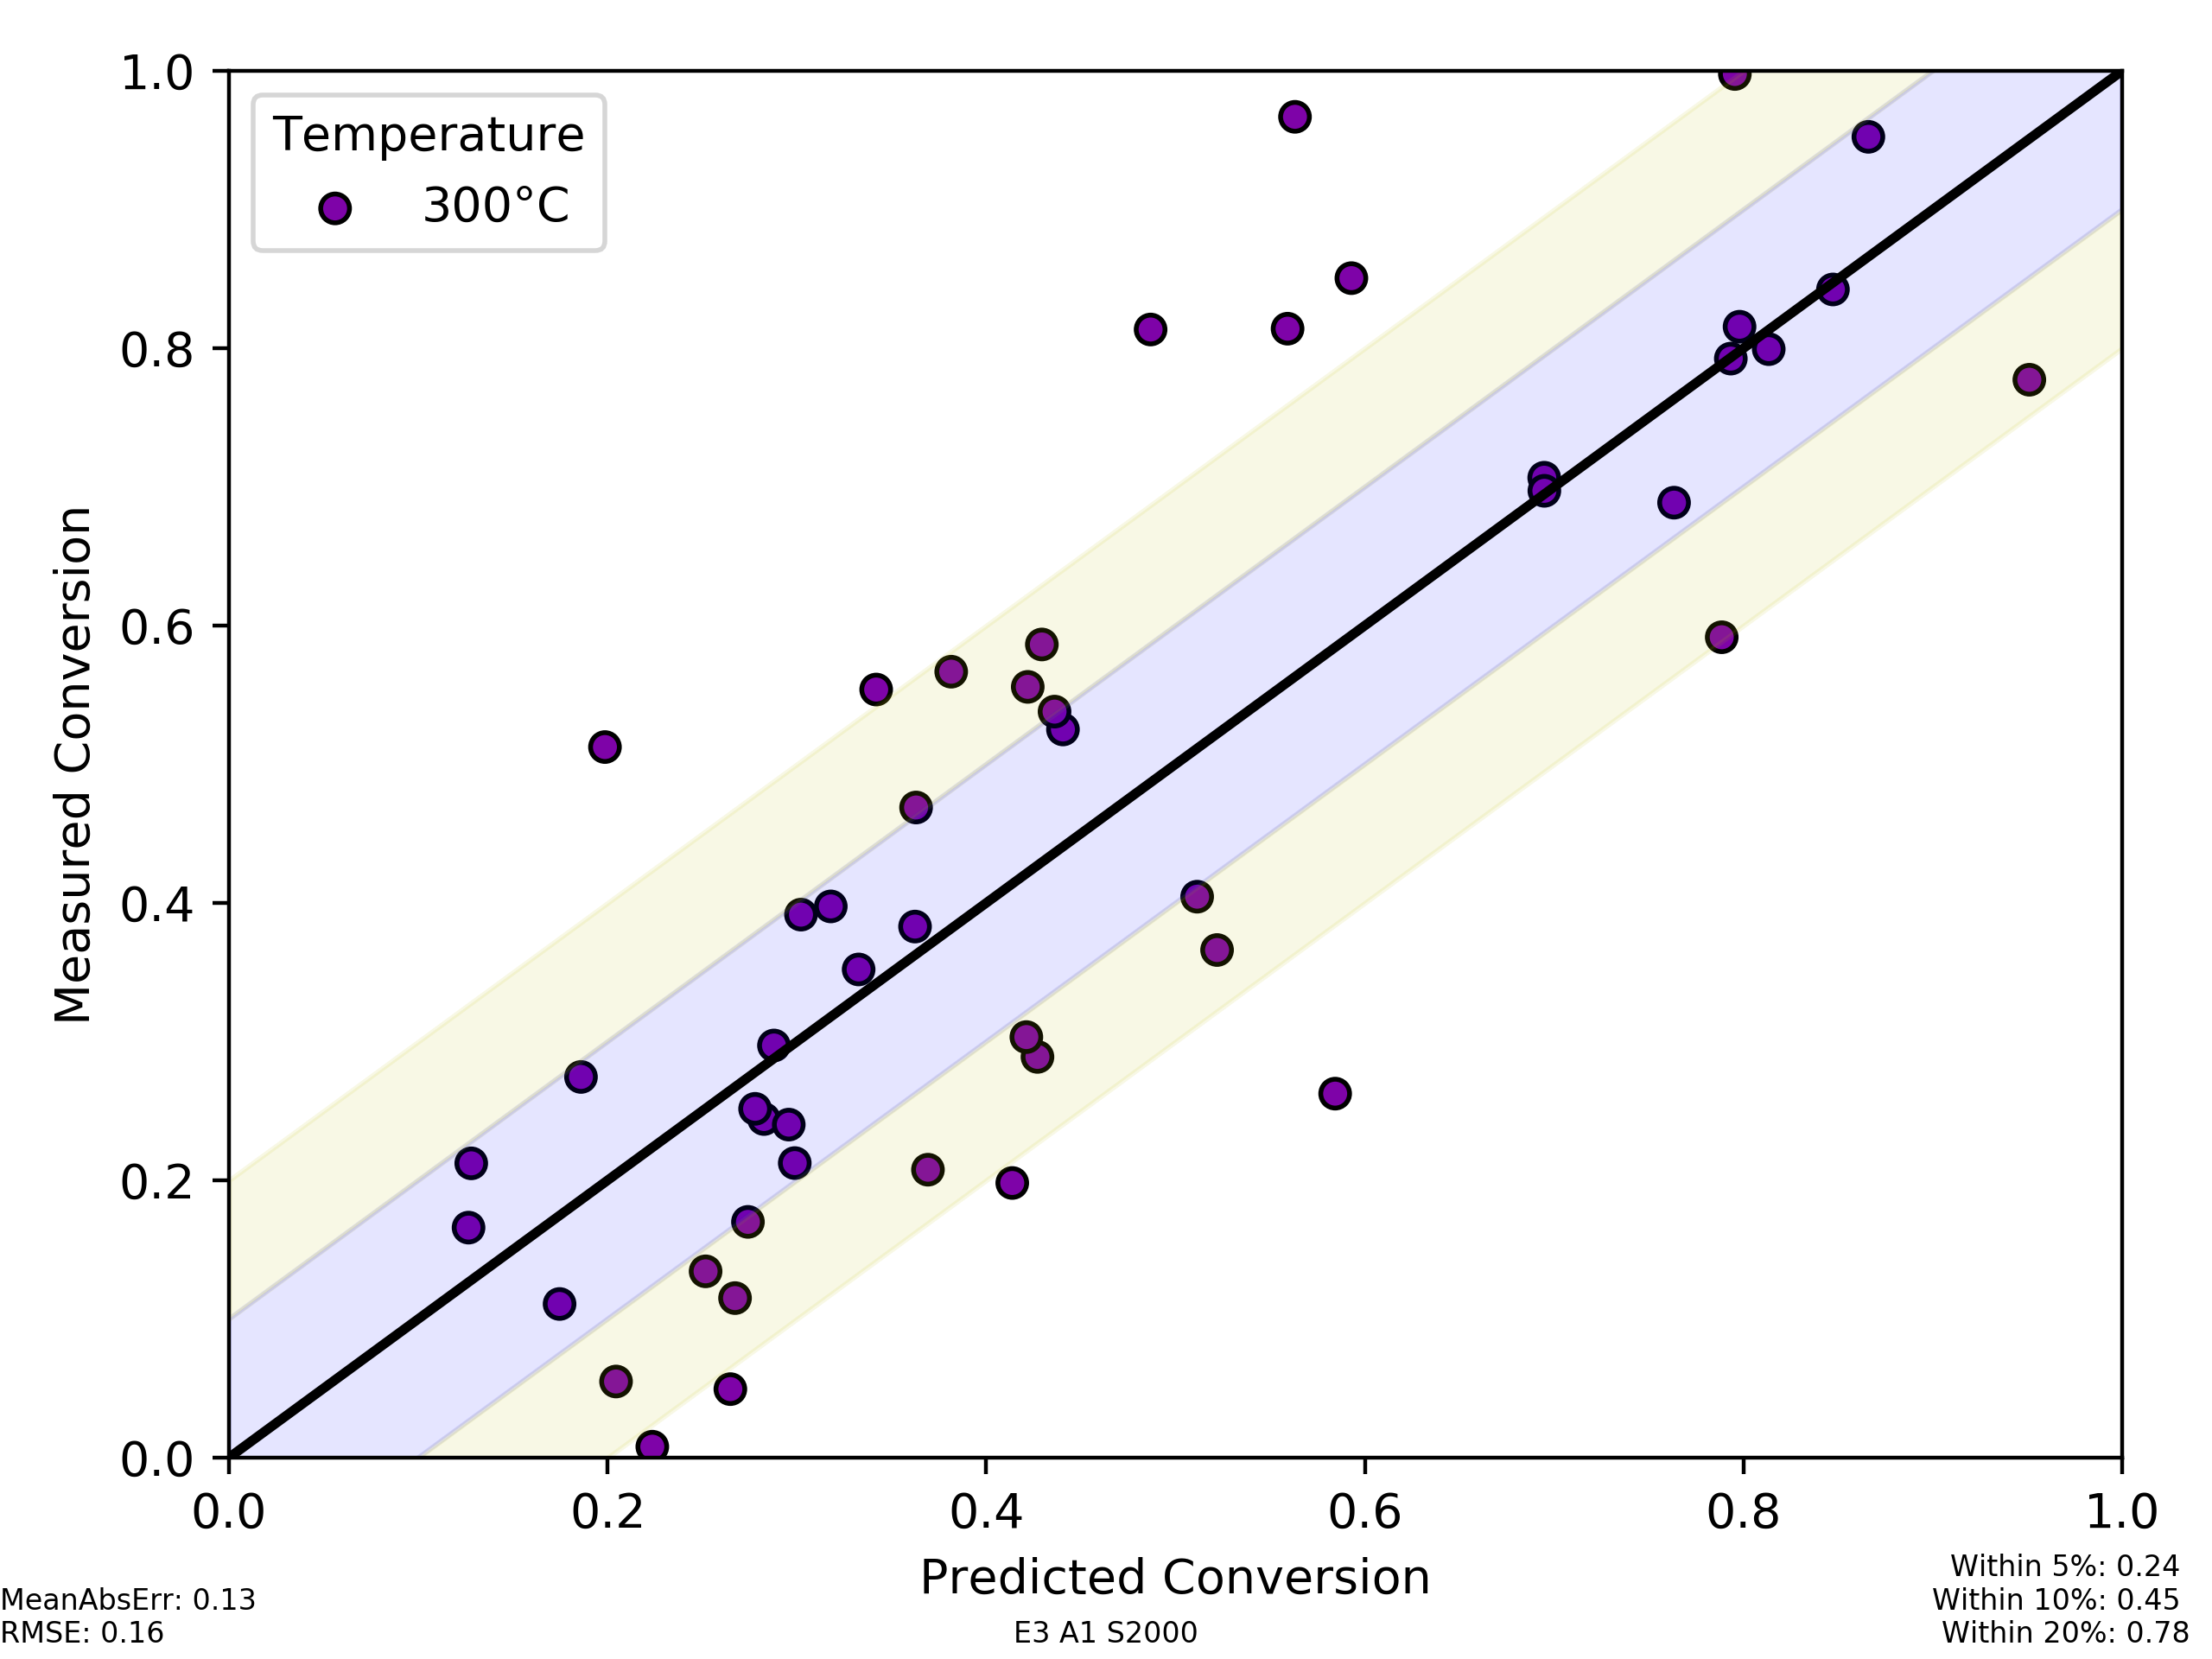 1.0
0.8
0.6
0.4
0.2
0.0
Measured Conversion
Temperature
300°C
0.0 0.2 0.4 0.6 0.8 1.0
Predicted Conversion
MeanAbsErr: 0.13
RMSE: 0.16
E3 A1 S2000
Within 5%: 0.24
Within 10%: 0.45
Within 20%: 0.78